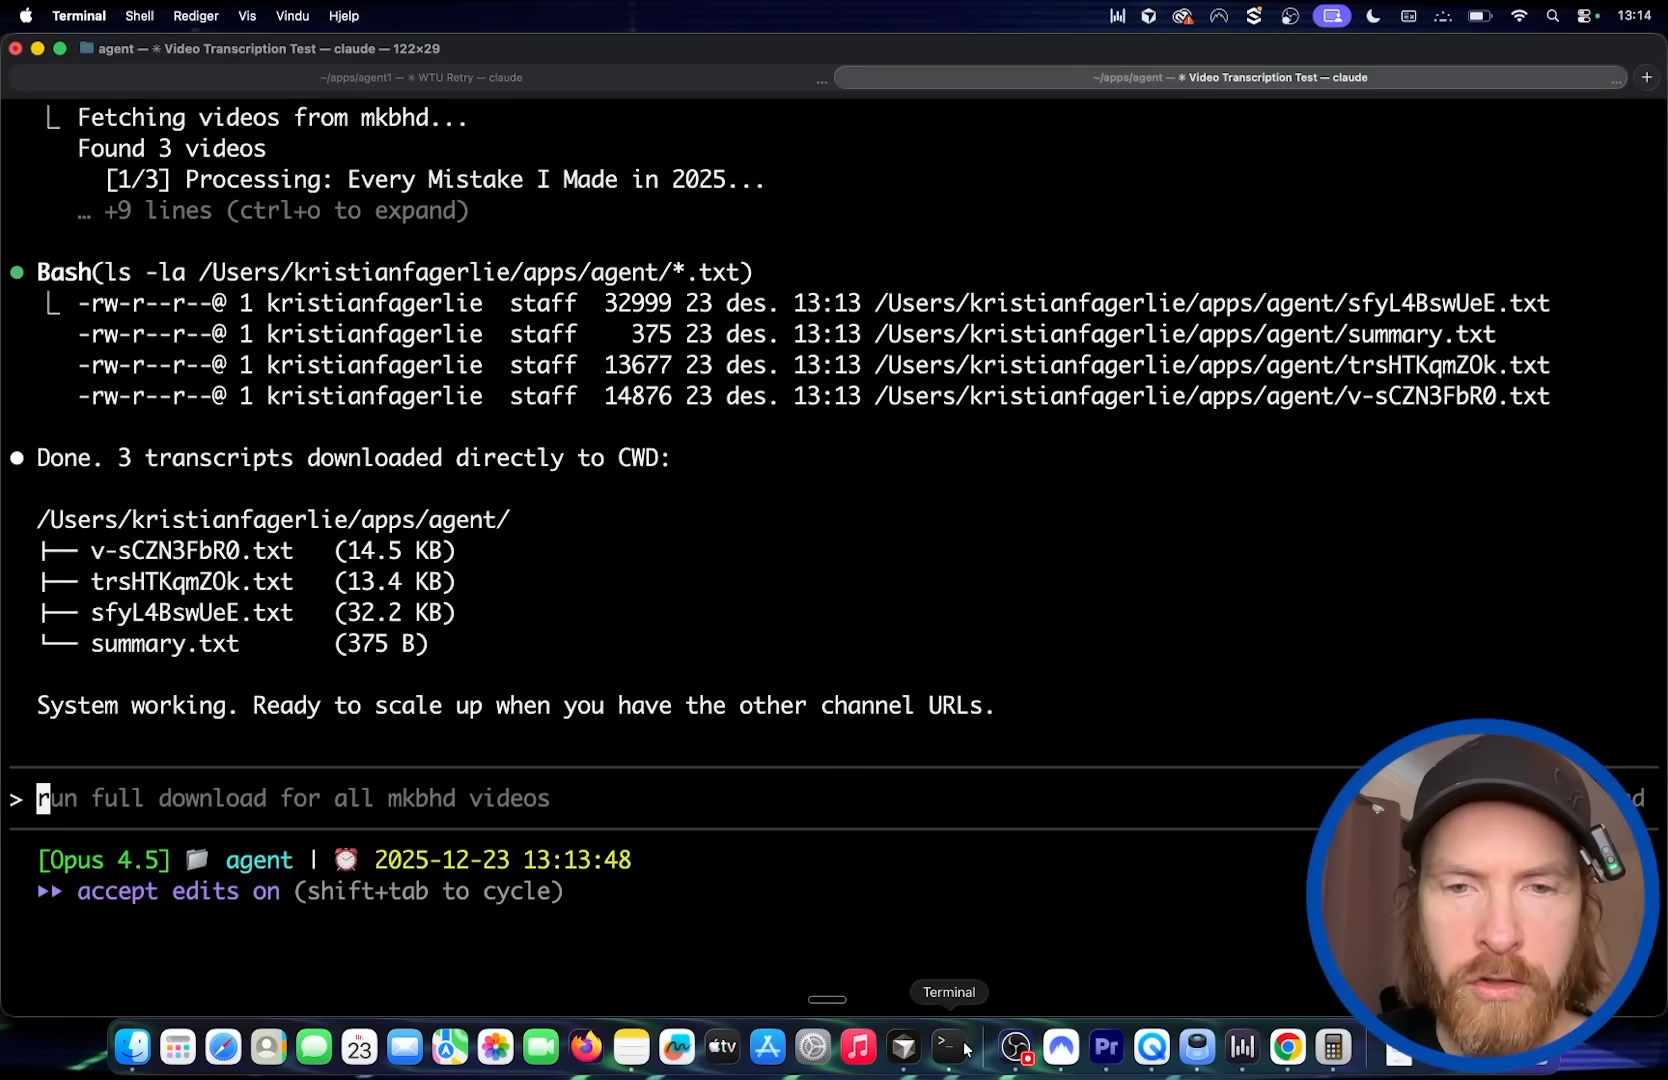 Terminal Shell Rediger Vis Vindu Hjelp 13:14
agent — ✳ Video Transcription Test — claude — 122×29
~/apps/agent1 — ✳ WTU Retry — claude ... ~/apps/agent — ✳ Video Transcription Test — claude ... +
⎿ Fetching videos from mkbhd...
Found 3 videos
[1/3] Processing: Every Mistake I Made in 2025...
… +9 lines (ctrl+o to expand)
● Bash(ls -la /Users/kristianfagerlie/apps/agent/*.txt)
⎿ -rw-r--r--@ 1 kristianfagerlie staff 32999 23 des. 13:13 /Users/kristianfagerlie/apps/agent/sfyL4BswUeE.txt
-rw-r--r--@ 1 kristianfagerlie staff 375 23 des. 13:13 /Users/kristianfagerlie/apps/agent/summary.txt
-rw-r--r--@ 1 kristianfagerlie staff 13677 23 des. 13:13 /Users/kristianfagerlie/apps/agent/trsHTKqmZOk.txt
-rw-r--r--@ 1 kristianfagerlie staff 14876 23 des. 13:13 /Users/kristianfagerlie/apps/agent/v-sCZN3FbR0.txt
● Done. 3 transcripts downloaded directly to CWD:
/Users/kristianfagerlie/apps/agent/
├── v-sCZN3FbR0.txt (14.5 KB)
├── trsHTKqmZOk.txt (13.4 KB)
├── sfyL4BswUeE.txt (32.2 KB)
└── summary.txt (375 B)
System working. Ready to scale up when you have the other channel URLs.
> run full download for all mkbhd videos
[Opus 4.5] 📁 agent | ⏰ 2025-12-23 13:13:48
▸▸ accept edits on (shift+tab to cycle)
Terminal
23
tv
>_
Pr